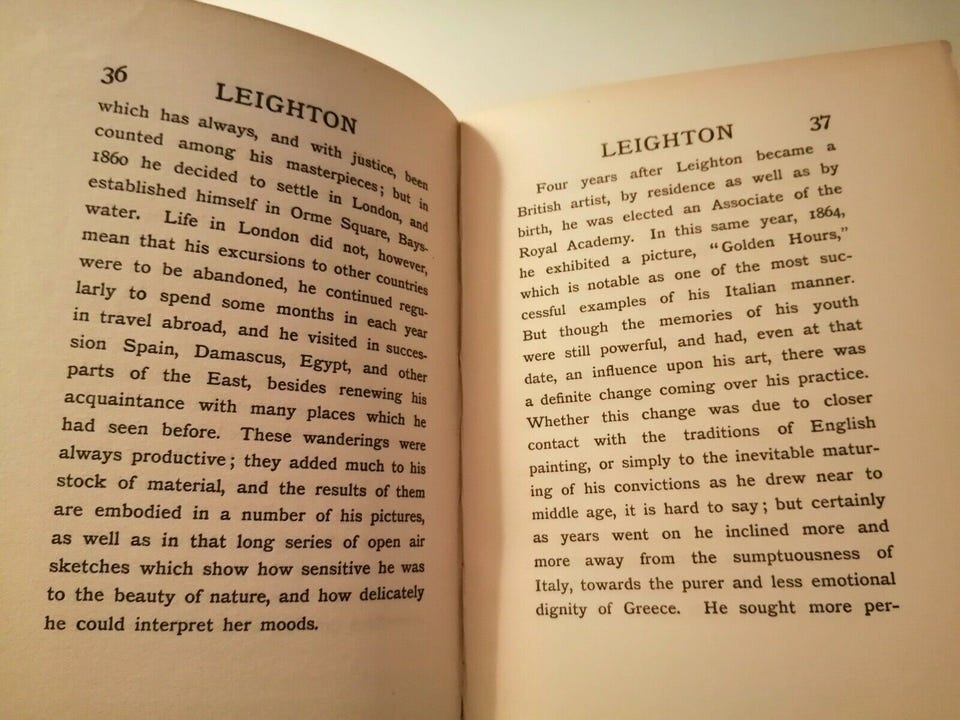 36
LEIGHTON
which has always, and with justice, been
counted among his masterpieces; but in
1860 he decided to settle in London, and
established himself in Orme Square, Bays-
water. Life in London did not, however,
mean that his excursions to other countries
were to be abandoned, he continued regu-
larly to spend some months in each year
in travel abroad, and he visited in succes-
sion Spain, Damascus, Egypt, and other
parts of the East, besides renewing his
acquaintance with many places which he
had seen before. These wanderings were
always productive; they added much to his
stock of material, and the results of them
are embodied in a number of his pictures,
as well as in that long series of open air
sketches which show how sensitive he was
to the beauty of nature, and how delicately
he could interpret her moods.
LEIGHTON
37
Four years after Leighton became a
British artist, by residence as well as by
birth, he was elected an Associate of the
Royal Academy. In this same year, 1864,
he exhibited a picture, "Golden Hours,"
which is notable as one of the most suc-
cessful examples of his Italian manner.
But though the memories of his youth
were still powerful, and had, even at that
date, an influence upon his art, there was
a definite change coming over his practice.
Whether this change was due to closer
contact with the traditions of English
painting, or simply to the inevitable matur-
ing of his convictions as he drew near to
middle age, it is hard to say; but certainly
as years went on he inclined more and
more away from the sumptuousness of
Italy, towards the purer and less emotional
dignity of Greece. He sought more per-